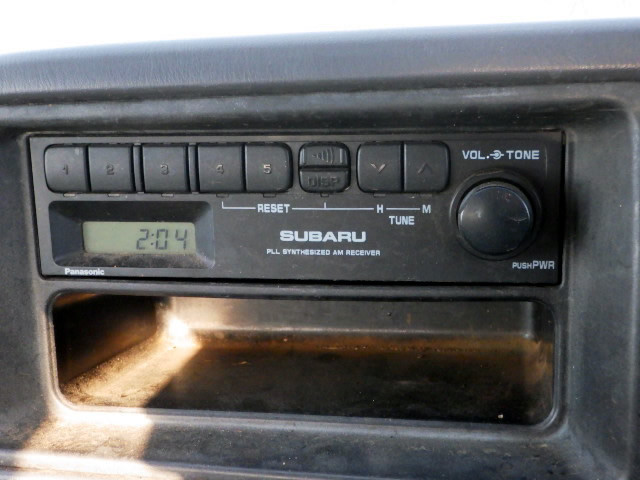 1 2 3 4 5
DISP
VOL. TONE
RESET H M
TUNE
2:04
SUBARU
PLL SYNTHESIZED AM RECEIVER
Panasonic
PUSH PWR